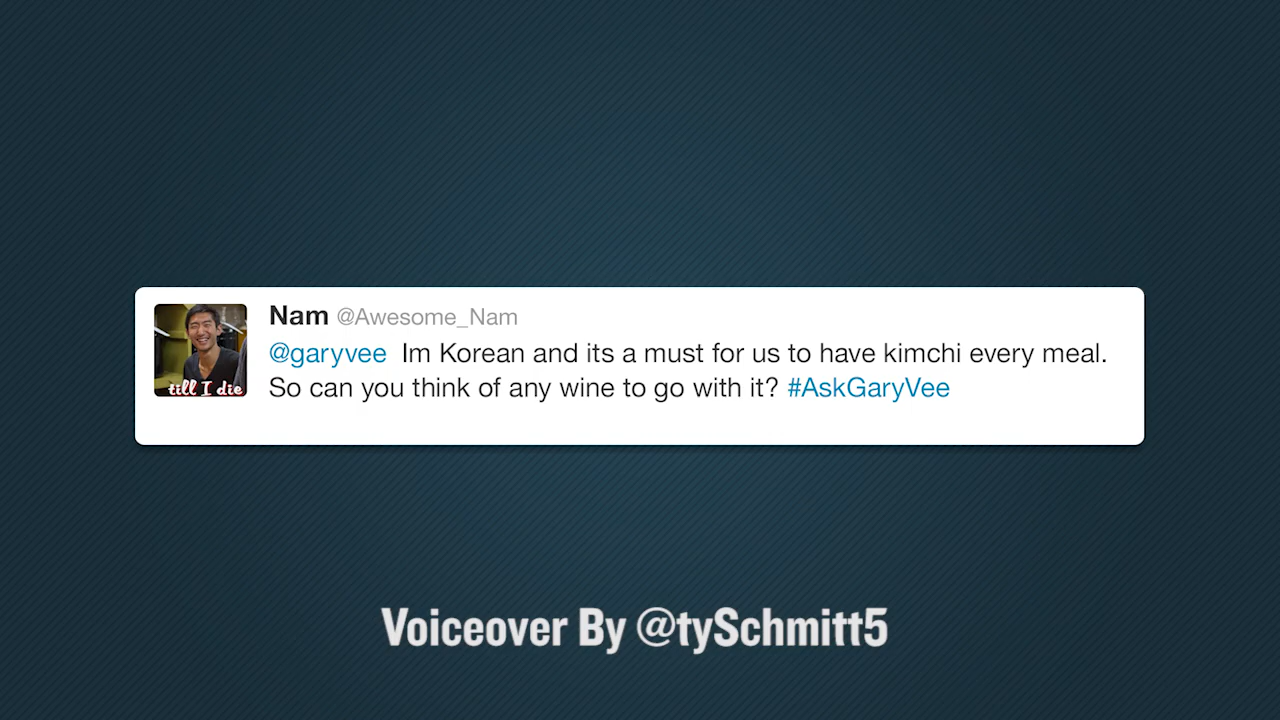 Nam @Awesome_Nam
@garyvee Im Korean and its a must for us to have kimchi every meal.
So can you think of any wine to go with it? #AskGaryVee
till I die
Voiceover By @tySchmitt5